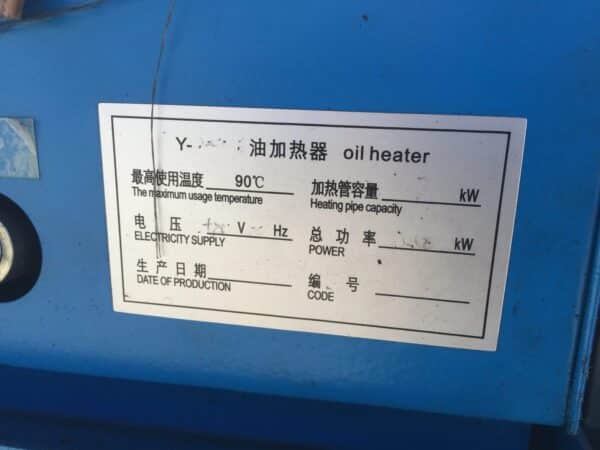 Y- 油加热器 oil heater
最高使用温度 90℃ 加热管容量 kW
The maximum usage temperature Heating pipe capacity
电压 V Hz 总功率 kW
ELECTRICITY SUPPLY POWER
生产日期 编号
DATE OF PRODUCTION CODE